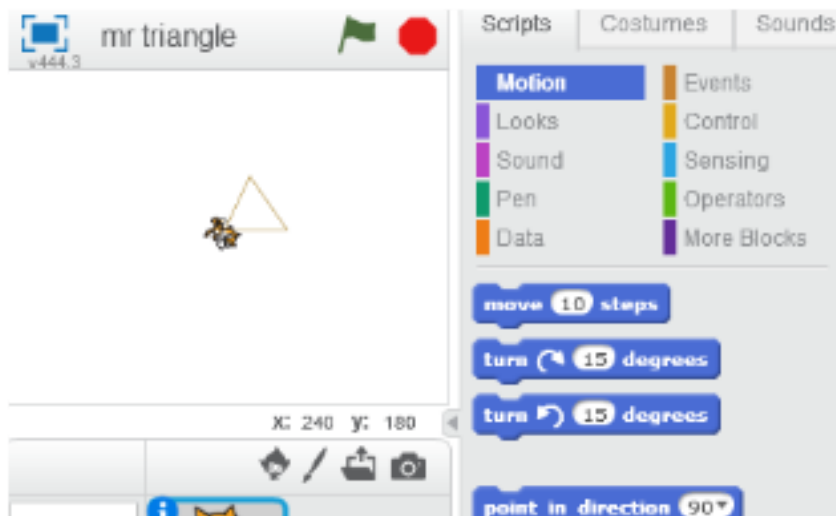 mr triangle
v444.3
Scripts Costumes Sounds
Motion Events
Looks Control
Sound Sensing
Pen Operators
Data More Blocks
move 10 steps
turn 15 degrees
turn 15 degrees
x: 240 y: 180
point in direction 90